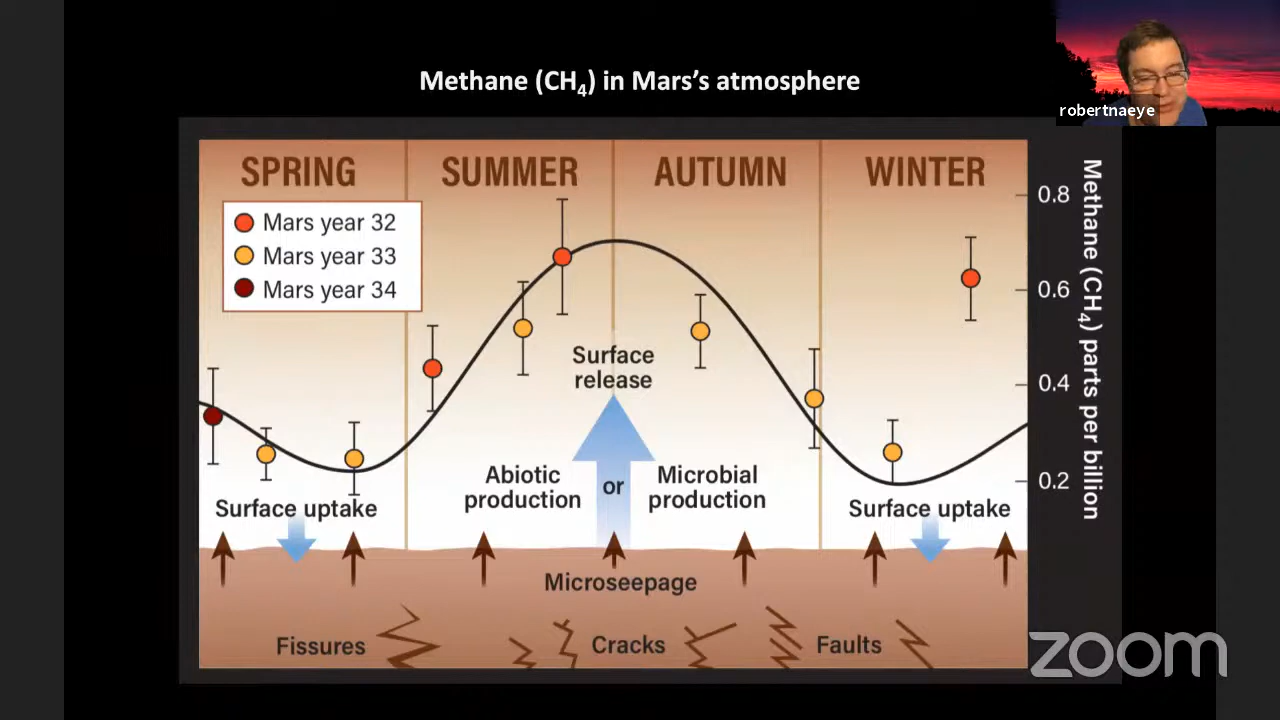 Methane (CH₄) in Mars's atmosphere
robertnaeye
SPRING
SUMMER
AUTUMN
WINTER
Mars year 32
Mars year 33
Mars year 34
0.8
0.6
0.4
0.2
Methane (CH₄) parts per billion
Surface
release
Abiotic
production
or
Microbial
production
Surface uptake
Surface uptake
Microseepage
Fissures
Cracks
Faults
zoom